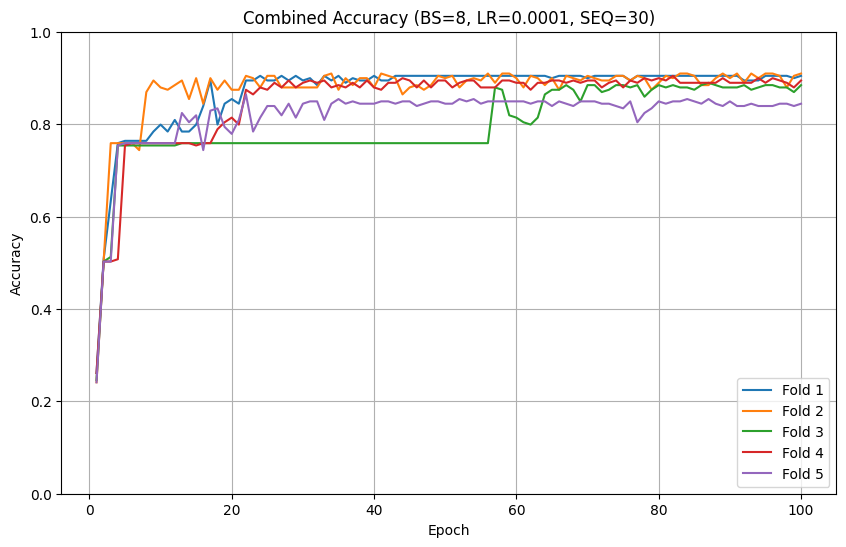 Combined Accuracy (BS=8, LR=0.0001, SEQ=30)
1.0
0.8
0.6
0.4
0.2
0.0
Accuracy
0 20 40 60 80 100
Epoch
Fold 1
Fold 2
Fold 3
Fold 4
Fold 5